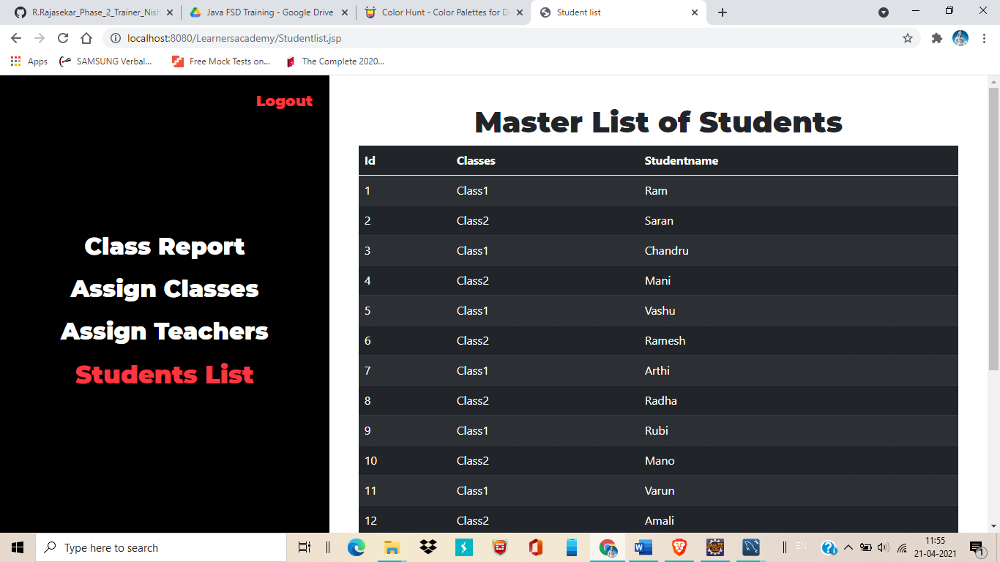 R.Rajasekar_Phase_2_Trainer_Nish
Java FSD Training - Google Drive
Color Hunt - Color Palettes for De
Student list
localhost:8080/Learnersacademy/Studentlist.jsp
Apps
SAMSUNG Verbal...
Free Mock Tests on...
The Complete 2020...
Logout
Class Report
Assign Classes
Assign Teachers
Students List
Master List of Students
Id Classes Studentname
1 Class1 Ram
2 Class2 Saran
3 Class1 Chandru
4 Class2 Mani
5 Class1 Vashu
6 Class2 Ramesh
7 Class1 Arthi
8 Class2 Radha
9 Class1 Rubi
10 Class2 Mano
11 Class1 Varun
12 Class2 Amali
Type here to search
EN
11:55
21-04-2021
1